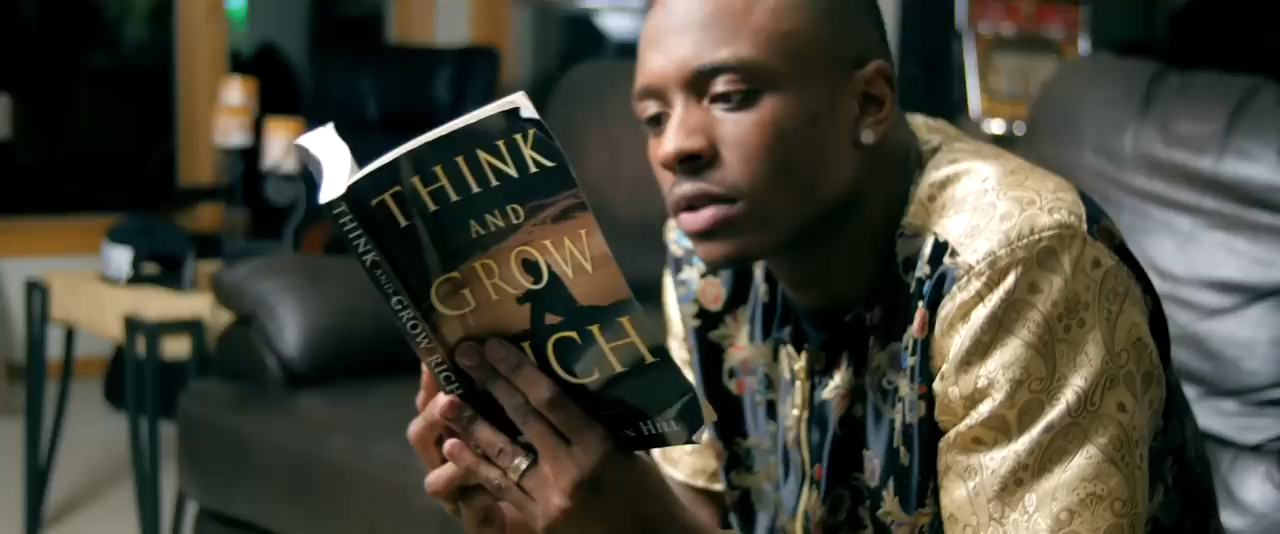 THINK
AND
GROW
ICH
N HILL
THINK AND GROW RICH